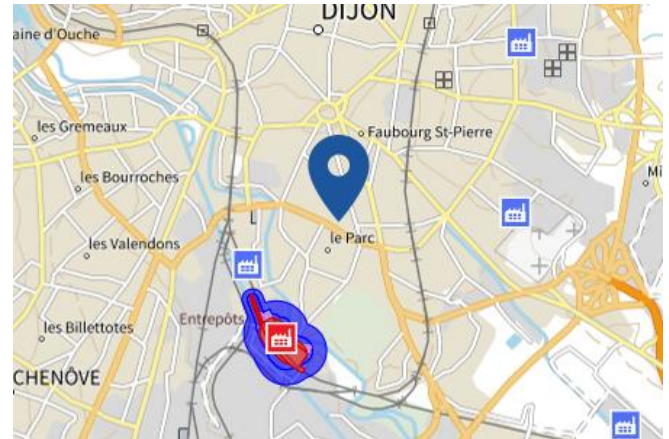 DIJON
aine d'Ouche
les Gremeaux
Faubourg St-Pierre
les Bourroches
Mi
le Parc
les Valendons
Entrepôts
les Billettotes
CHENÔVE